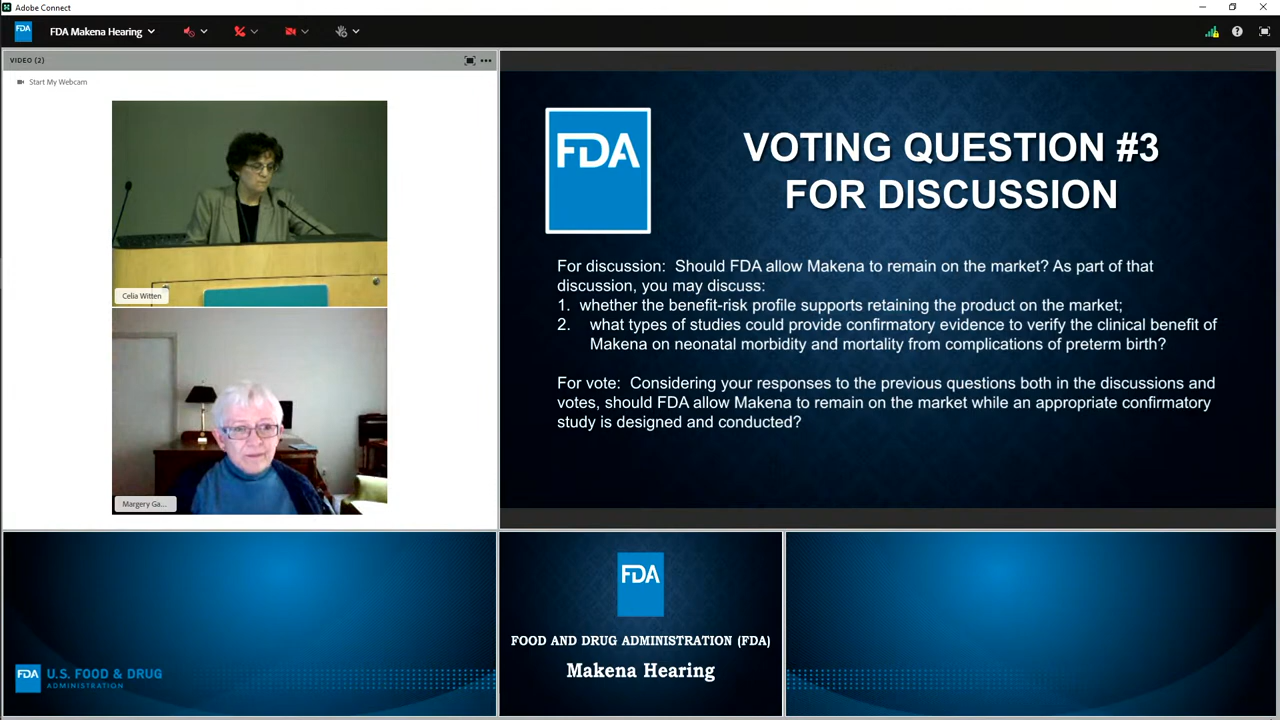 Adobe Connect
FDA
FDA Makena Hearing
VIDEO (2)
Start My Webcam
Celia Witten
Margery Ga...
FDA
VOTING QUESTION #3
FOR DISCUSSION
For discussion: Should FDA allow Makena to remain on the market? As part of that
discussion, you may discuss:
1. whether the benefit-risk profile supports retaining the product on the market;
2. what types of studies could provide confirmatory evidence to verify the clinical benefit of
Makena on neonatal morbidity and mortality from complications of preterm birth?
For vote: Considering your responses to the previous questions both in the discussions and
votes, should FDA allow Makena to remain on the market while an appropriate confirmatory
study is designed and conducted?
FDA
U.S. FOOD & DRUG
ADMINISTRATION
FDA
FOOD AND DRUG ADMINISTRATION (FDA)
Makena Hearing